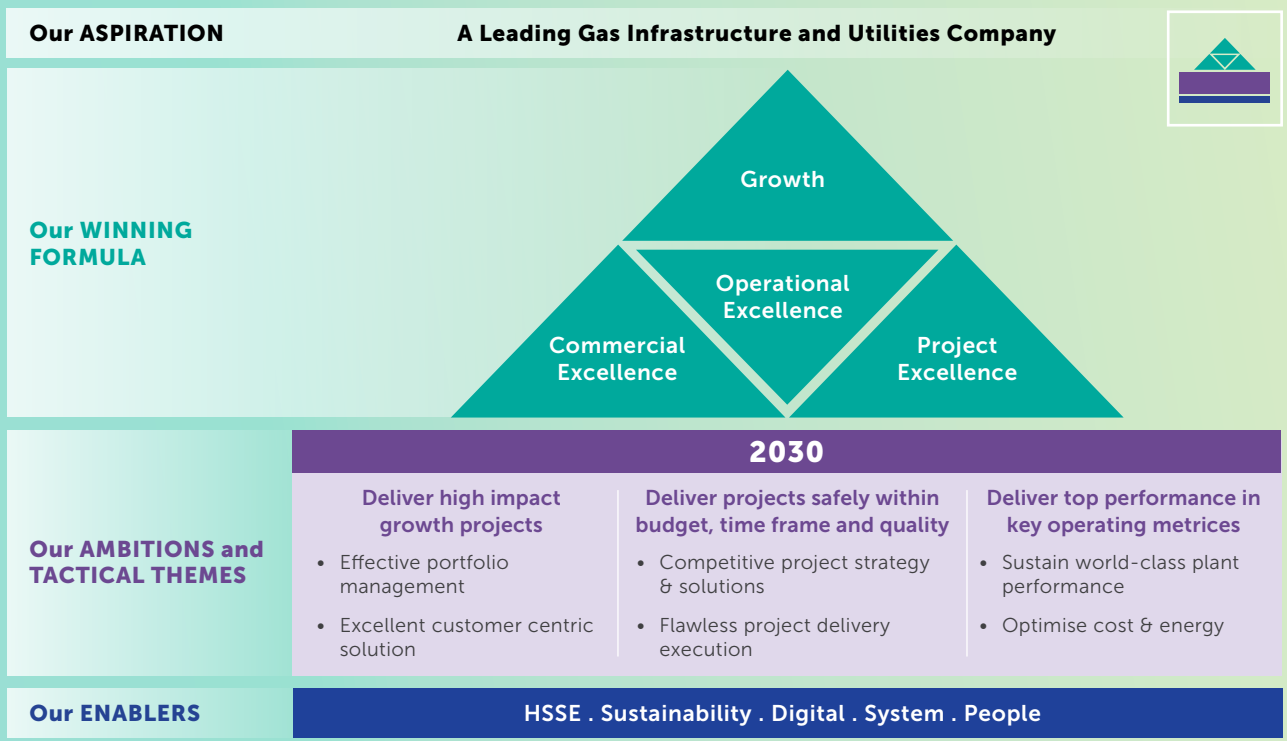 Our ASPIRATION
A Leading Gas Infrastructure and Utilities Company
Our WINNING
FORMULA
Growth
Operational
Excellence
Commercial
Excellence
Project
Excellence
Our AMBITIONS and
TACTICAL THEMES
2030
Deliver high impact
growth projects
• Effective portfolio
management
• Excellent customer centric
solution
Deliver projects safely within
budget, time frame and quality
• Competitive project strategy
& solutions
• Flawless project delivery
execution
Deliver top performance in
key operating metrices
• Sustain world-class plant
performance
• Optimise cost & energy
Our ENABLERS
HSSE . Sustainability . Digital . System . People